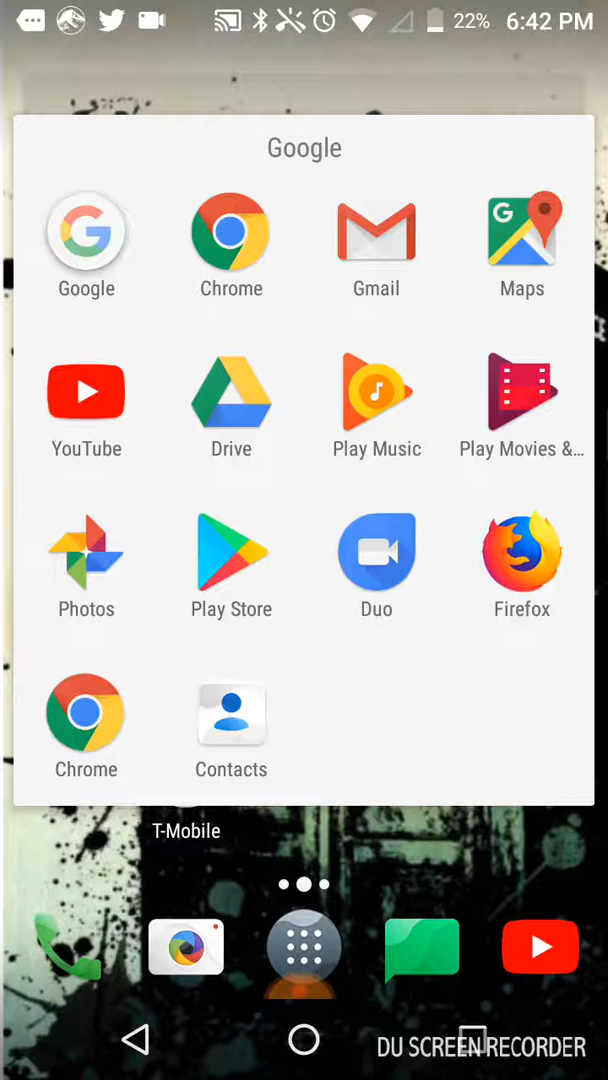 22% 6:42 PM
Google
Google Chrome Gmail Maps
YouTube Drive Play Music Play Movies &...
Photos Play Store Duo Firefox
Chrome Contacts
T-Mobile
DU SCREEN RECORDER